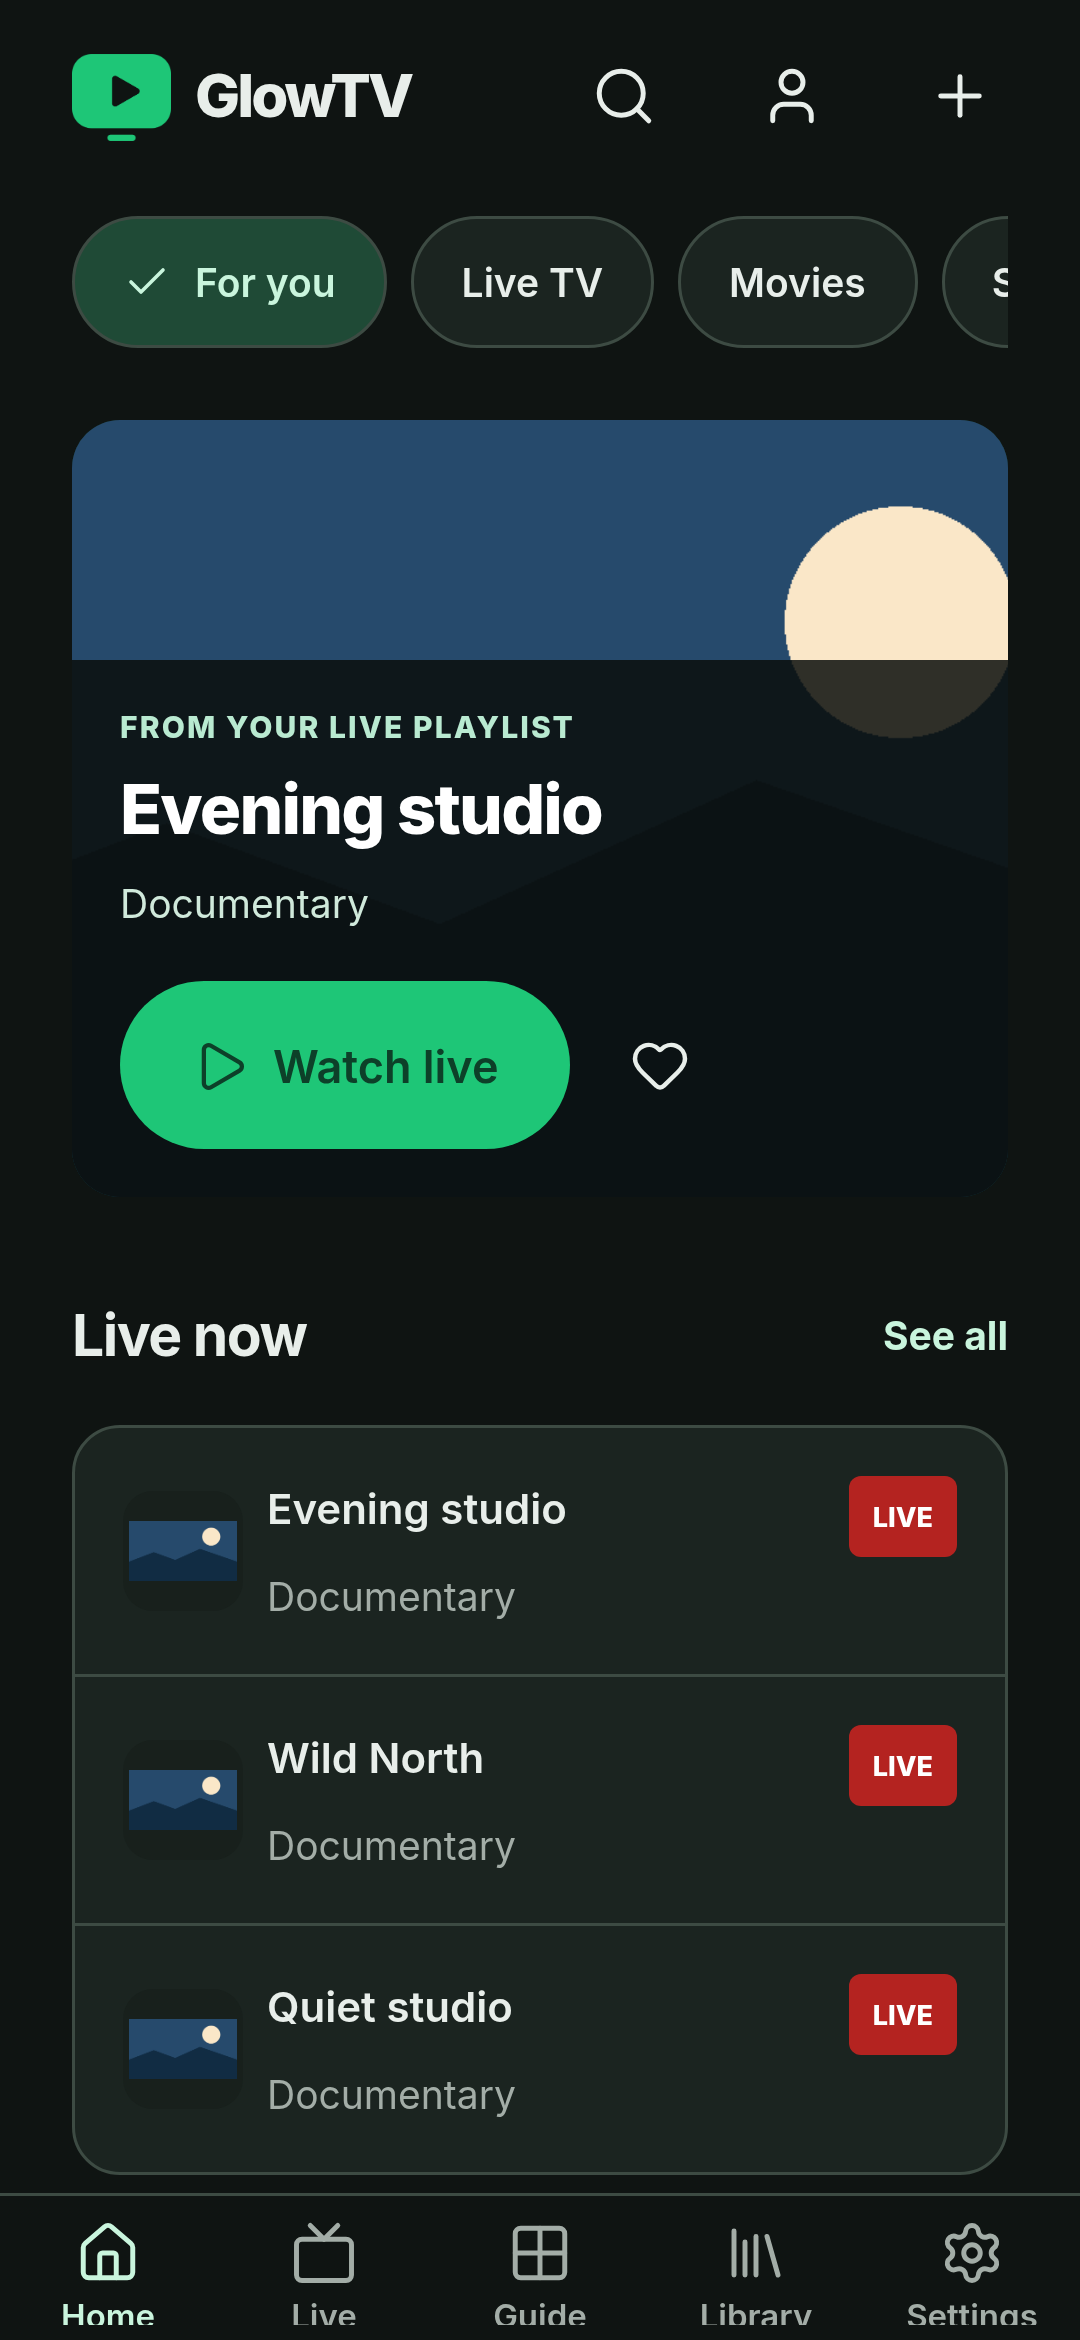 GlowTV
For you
Live TV
Movies
FROM YOUR LIVE PLAYLIST
Evening studio
Documentary
Watch live
Live now
See all
Evening studio
LIVE
Documentary
Wild North
LIVE
Documentary
Quiet studio
LIVE
Documentary
Home
Live
Guide
Library
Settings